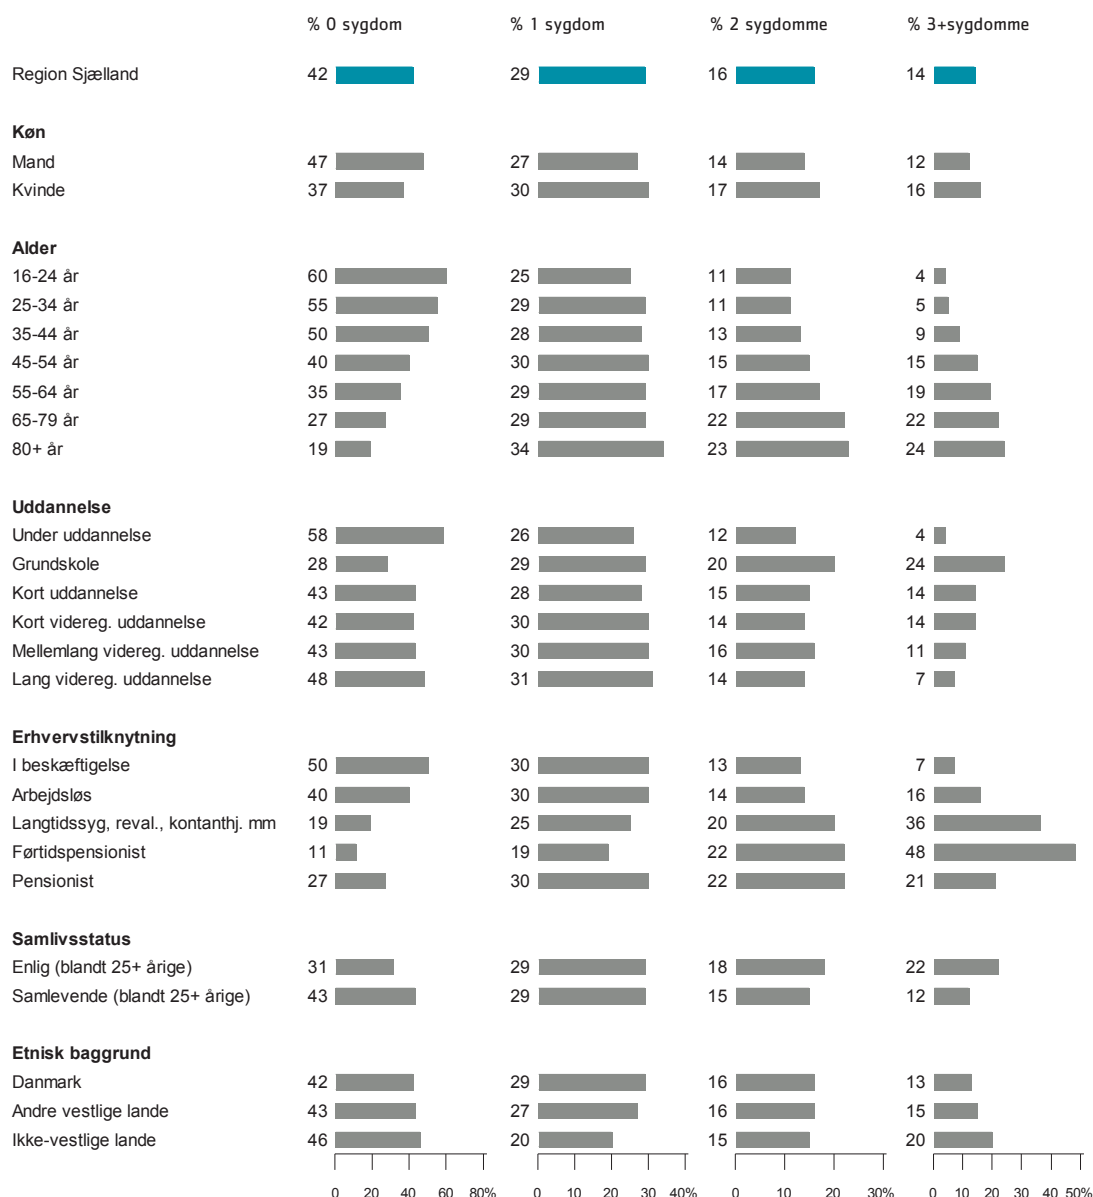 % 0 sygdom % 1 sygdom % 2 sygdomme % 3+sygdomme
Region Sjælland 42 29 16 14
Køn
Mand 47 27 14 12
Kvinde 37 30 17 16
Alder
16-24 år 60 25 11 4
25-34 år 55 29 11 5
35-44 år 50 28 13 9
45-54 år 40 30 15 15
55-64 år 35 29 17 19
65-79 år 27 29 22 22
80+ år 19 34 23 24
Uddannelse
Under uddannelse 58 26 12 4
Grundskole 28 29 20 24
Kort uddannelse 43 28 15 14
Kort videreg. uddannelse 42 30 14 14
Mellemlang videreg. uddannelse 43 30 16 11
Lang videreg. uddannelse 48 31 14 7
Erhvervstilknytning
I beskæftigelse 50 30 13 7
Arbejdsløs 40 30 14 16
Langtidssyg, reval., kontanthj. mm 19 25 20 36
Førtidspensionist 11 19 22 48
Pensionist 27 30 22 21
Samlivsstatus
Enlig (blandt 25+ årige) 31 29 18 22
Samlevende (blandt 25+ årige) 43 29 15 12
Etnisk baggrund
Danmark 42 29 16 13
Andre vestlige lande 43 27 16 15
Ikke-vestlige lande 46 20 15 20
0 20 40 60 80% 0 10 20 30 40% 0 10 20 30% 0 10 20 30 40 50%